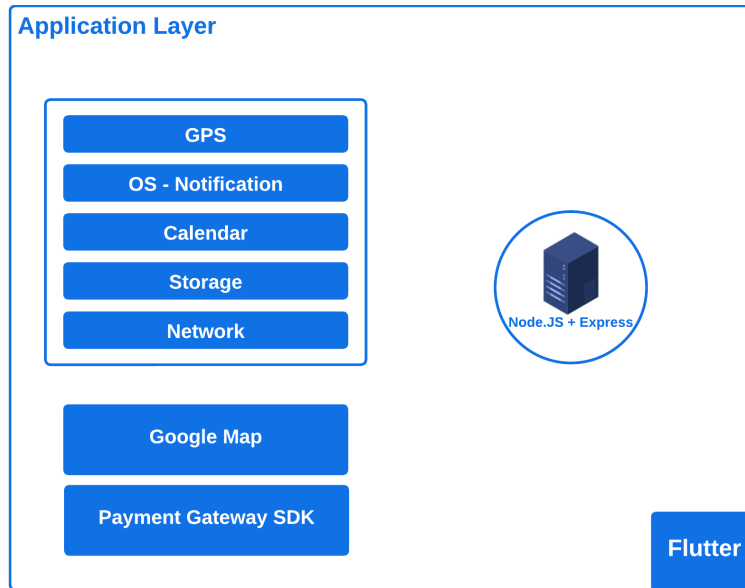 Application Layer
GPS
OS - Notification
Calendar
Storage
Network
Node.JS + Express
Google Map
Payment Gateway SDK
Flutter